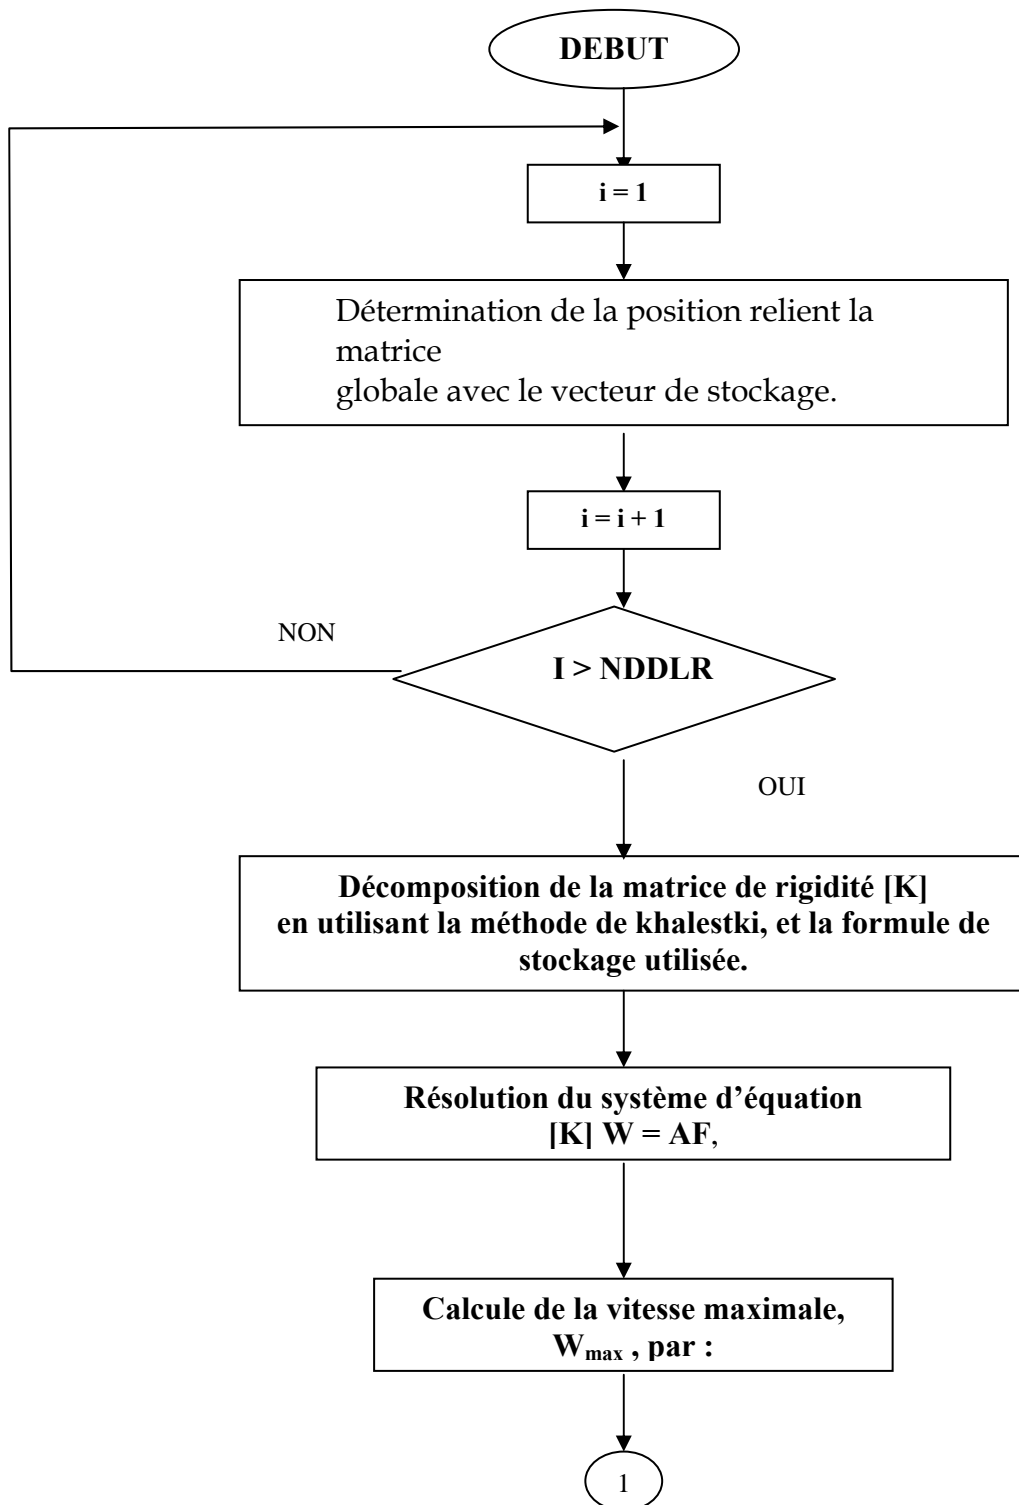 DEBUT
i = 1
Détermination de la position relient la
matrice
globale avec le vecteur de stockage.
i = i + 1
NON
I > NDDLR
OUI
Décomposition de la matrice de rigidité [K]
en utilisant la méthode de khalestki, et la formule de
stockage utilisée.
Résolution du système d’équation
[K] W = AF,
Calcule de la vitesse maximale,
Wmax , par :
1